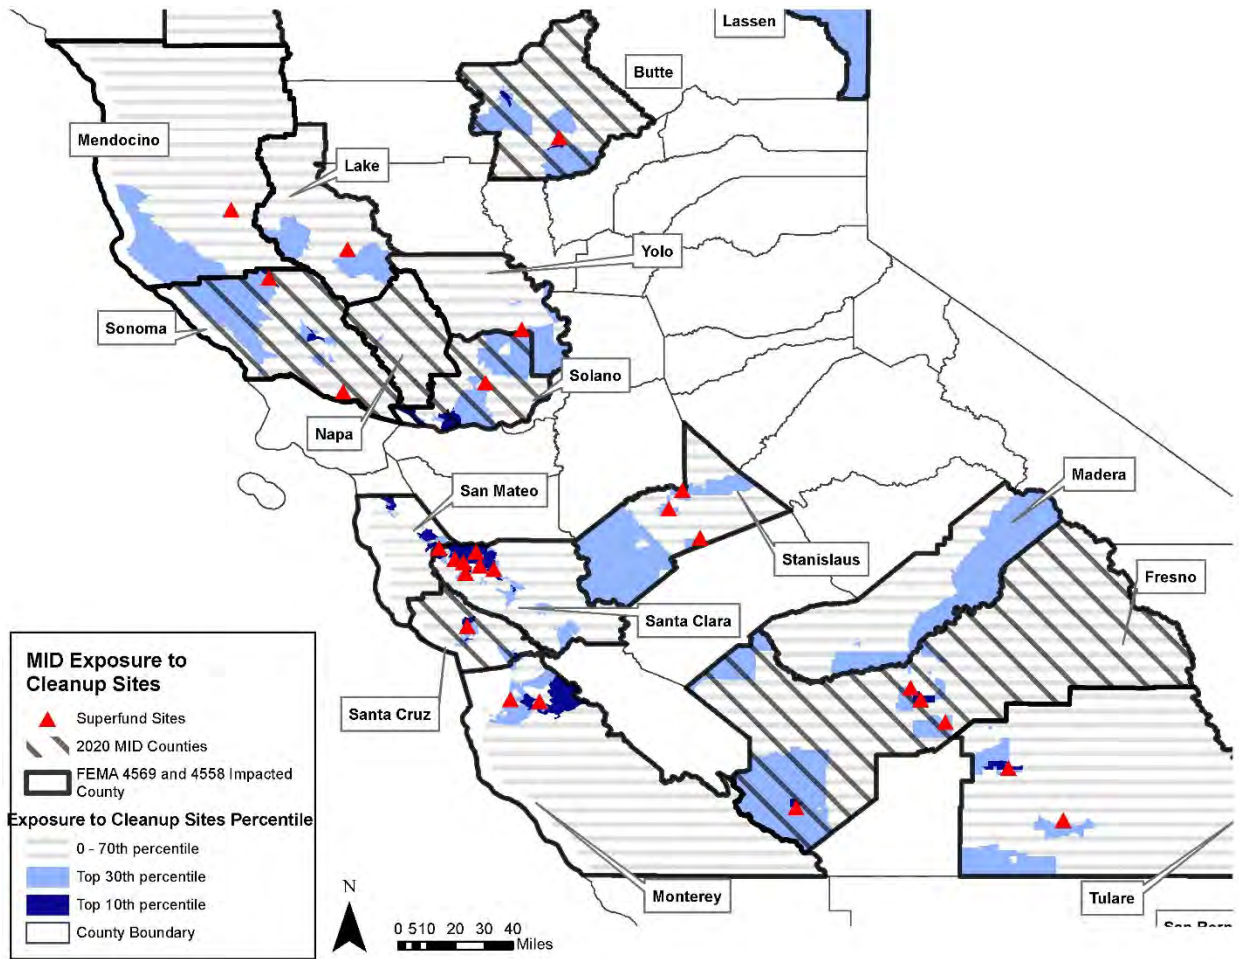 Lassen
Butte
Mendocino
Lake
Yolo
Sonoma
Solano
Napa
San Mateo
Madera
Stanislaus
Fresno
Santa Clara
Santa Cruz
Monterey
Tulare
MID Exposure to
Cleanup Sites
Superfund Sites
2020 MID Counties
FEMA 4569 and 4558 Impacted
County
Exposure to Cleanup Sites Percentile
0 - 70th percentile
Top 30th percentile
Top 10th percentile
County Boundary
N
0 5 10 20 30 40
Miles